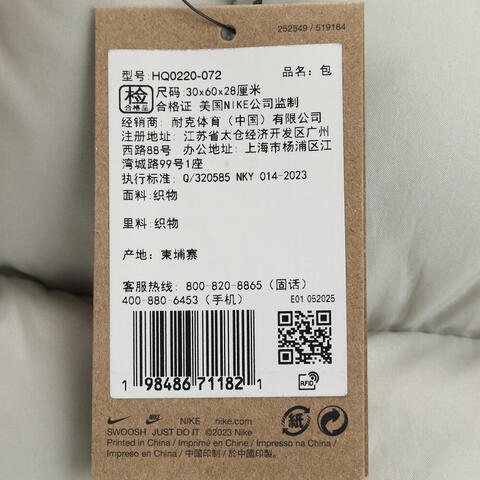 252549 / 519164
型号: HQ0220-072 品名: 包
检 合格品 尺码: 30x60x28厘米
合格证 美国NIKE公司监制
经销商: 耐克体育(中国)有限公司
注册地址: 江苏省太仓经济开发区广州
西路88号 办公地址: 上海市杨浦区江
湾城路99号1座
执行标准: Q/320585 NKY 014-2023
面料: 织物
里料: 织物
产地: 柬埔寨
客服热线: 800-820-8865 (固话)
400-880-6453 (手机) E01 052025
1 98486 71182 1
RFID
NIKE NIKE nike.com 紙
SWOOSH JUST DO IT ©2023 Nike
Printed in China / Imprimé en Chine / Impresso na China /
Impreso en China / 中国印制 / 於中國印製。